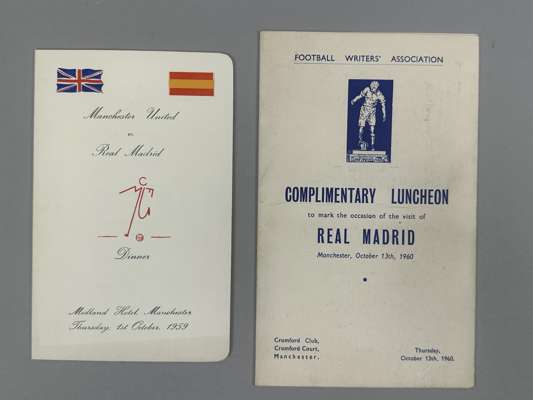 Manchester United
vs.
Real Madrid
Dinner
Midland Hotel, Manchester
Thursday, 1st October, 1959
FOOTBALL WRITERS' ASSOCIATION
COMPLIMENTARY LUNCHEON
to mark the occasion of the visit of
REAL MADRID
Manchester, October 13th, 1960
Cromford Club,
Cromford Court,
Manchester.
Thursday,
October 13th, 1960.